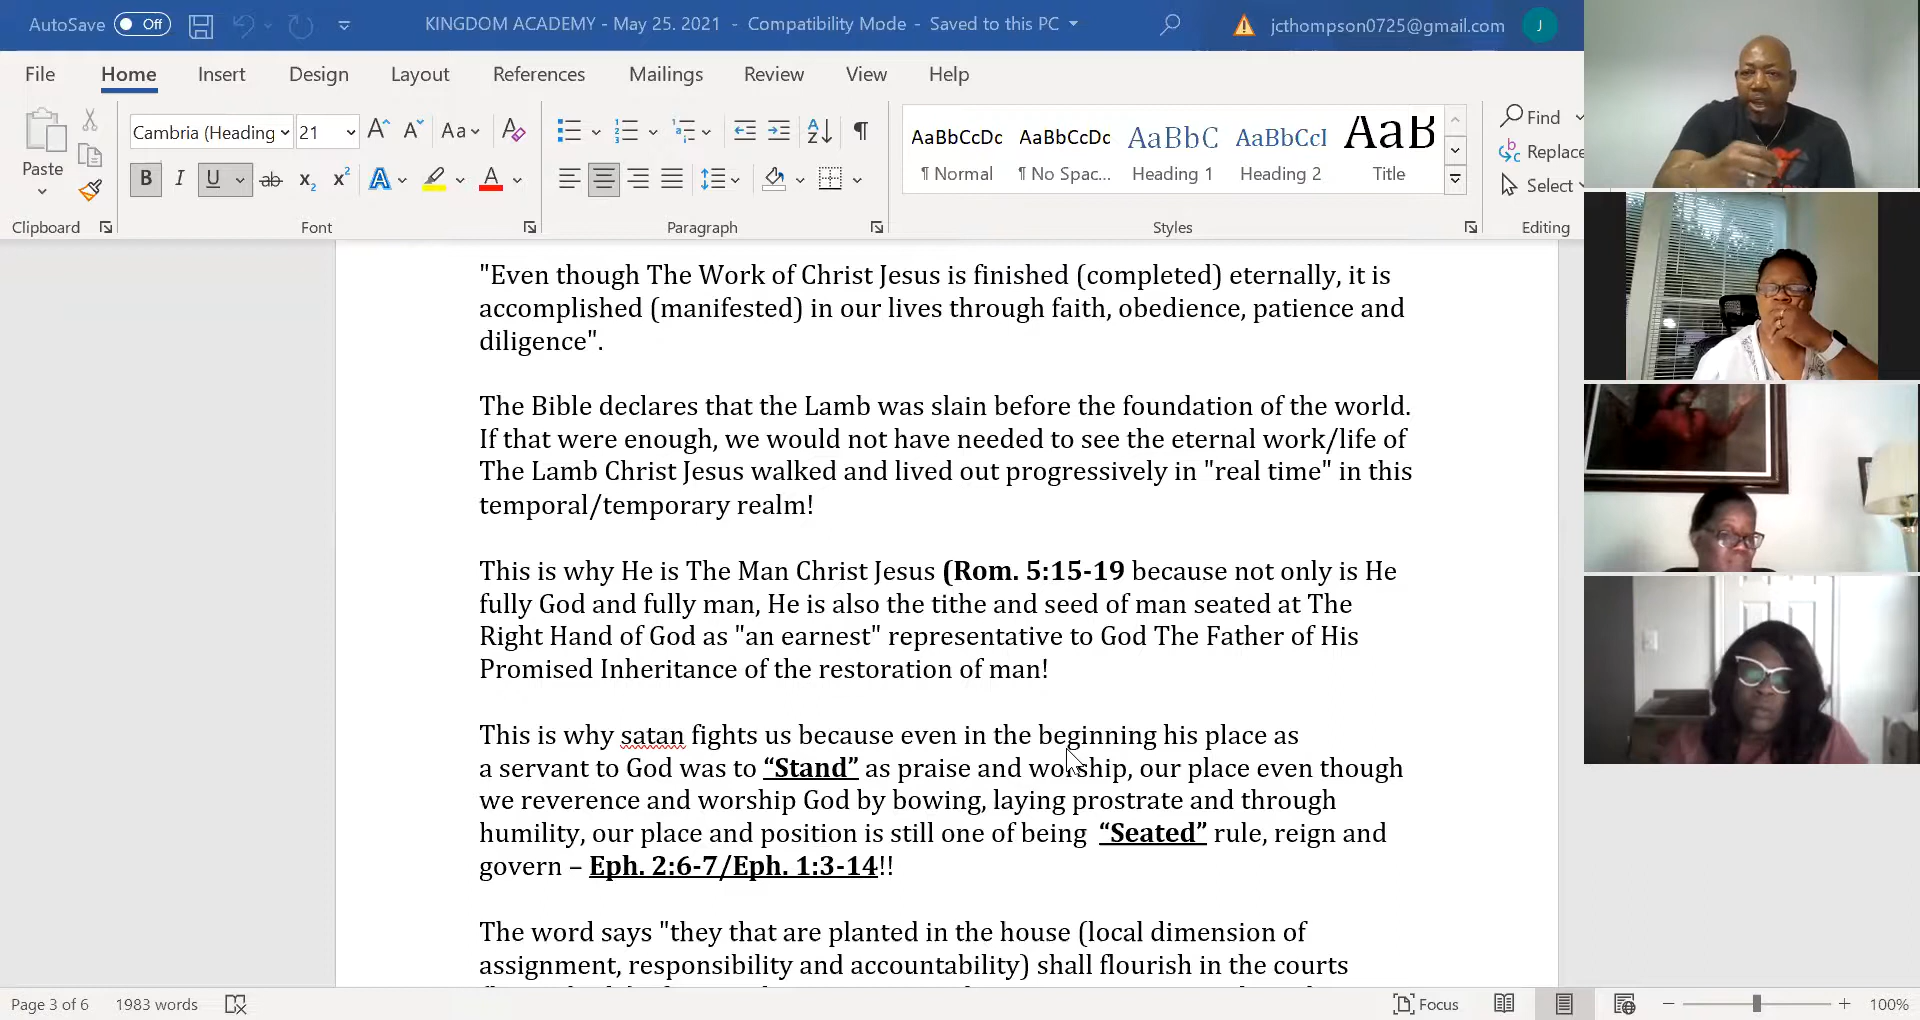 AutoSave Off KINGDOM ACADEMY - May 25. 2021 - Compatibility Mode - Saved to this PC jcthompson0725@gmail.com J
File Home Insert Design Layout References Mailings Review View Help
Paste Cambria (Heading 21 Aa
B I U ab x₂ x² A A
AaBbCcDc AaBbCcDc AaBbC AaBbCcI AaB
¶ Normal ¶ No Spac... Heading 1 Heading 2 Title
Find
Replace
Select
Clipboard Font Paragraph Styles Editing
"Even though The Work of Christ Jesus is finished (completed) eternally, it is
accomplished (manifested) in our lives through faith, obedience, patience and
diligence".
The Bible declares that the Lamb was slain before the foundation of the world.
If that were enough, we would not have needed to see the eternal work/life of
The Lamb Christ Jesus walked and lived out progressively in "real time" in this
temporal/temporary realm!
This is why He is The Man Christ Jesus (Rom. 5:15-19 because not only is He
fully God and fully man, He is also the tithe and seed of man seated at The
Right Hand of God as "an earnest" representative to God The Father of His
Promised Inheritance of the restoration of man!
This is why satan fights us because even in the beginning his place as
a servant to God was to “Stand” as praise and worship, our place even though
we reverence and worship God by bowing, laying prostrate and through
humility, our place and position is still one of being “Seated” rule, reign and
govern – Eph. 2:6-7/Eph. 1:3-14!!
The word says "they that are planted in the house (local dimension of
assignment, responsibility and accountability) shall flourish in the courts
Page 3 of 6 1983 words Focus 100%